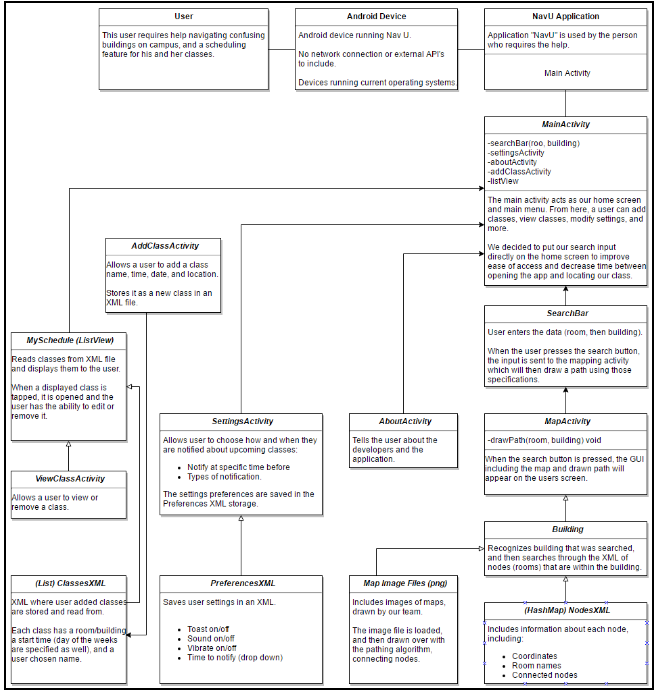 User
This user requires help navigating confusing
buildings on campus, and a scheduling
feature for his and her classes.
Android Device
Android device running Nav U.
No network connection or external API's
to include.
Devices running current operating systems
NavU Application
Application "NavU" is used by the person
who requires the help.
Main Activity
MainActivity
-searchBar(roo, building)
-settingsActivity
-aboutActivity
-addClassActivity
-listView
The main activity acts as our home screen
and main menu. From here, a user can add
classes, view classes, modify settings, and
more.
We decided to put our search input
directly on the home screen to improve
ease of access and decrease time between
opening the app and locating our class.
AddClassActivity
Allows a user to add a class
name, time, date, and location.
Stores it as a new class in an
XML file.
SearchBar
User enters the data (room, then building).
When the user presses the search button,
the input is sent to the mapping activity
which will then draw a path using those
specifications.
MySchedule (ListView)
Reads classes from XML file
and displays them to the user.
When a displayed class is
tapped, it is opened and the
user has the ability to edit or
remove it.
SettingsActivity
Allows user to choose how and when they
are notified about upcoming classes:
• Notify at specific time before
• Types of notification.
The settings preferences are saved in the
Preferences XML storage.
AboutActivity
Tells the user about the
developers and the
application.
MapActivity
-drawPath(room, building) void
When the search button is pressed, the GUI
including the map and drawn path will
appear on the users screen.
ViewClassActivity
Allows a user to view or
remove a class.
Building
Recognizes building that was searched,
and then searches through the XML of
nodes (rooms) that are within the building.
(List) ClassesXML
XML where user added classes
are stored and read from.
Each class has a room/building
a start time (day of the weeks
are specified as well), and a
user chosen name.
PreferencesXML
Saves user settings in an XML.
• Toast on/off
• Sound on/off
• Vibrate on/off
• Time to notify (drop down)
Map Image Files (png)
Includes images of maps,
drawn by our team.
The image file is loaded,
and then drawn over with
the pathing algorithm,
connecting nodes.
(HashMap) NodesXML
Includes information about each node,
including:
• Coordinates
• Room names
• Connected nodes